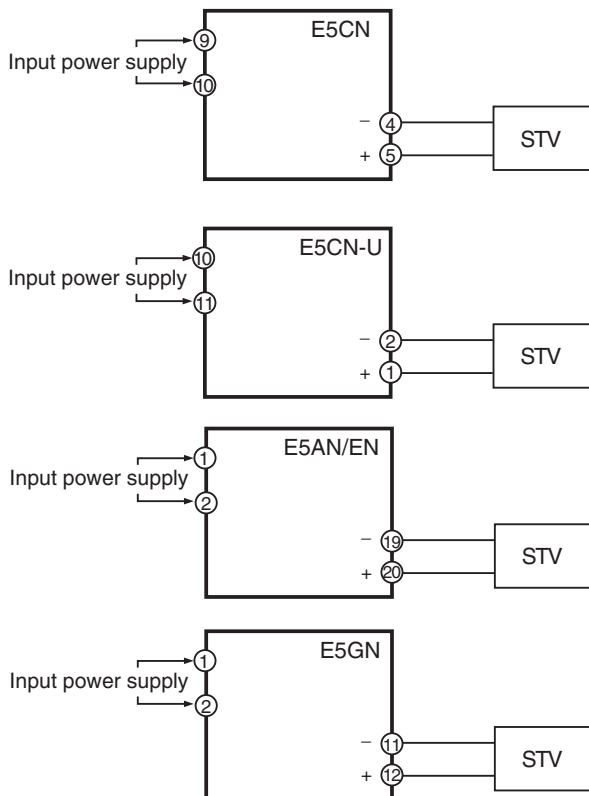 E5CN
9
Input power supply
10
− 4
STV
+ 5
E5CN-U
10
Input power supply
11
− 2
STV
+ 1
E5AN/EN
1
Input power supply
2
− 19
STV
+ 20
E5GN
1
Input power supply
2
− 11
STV
+ 12